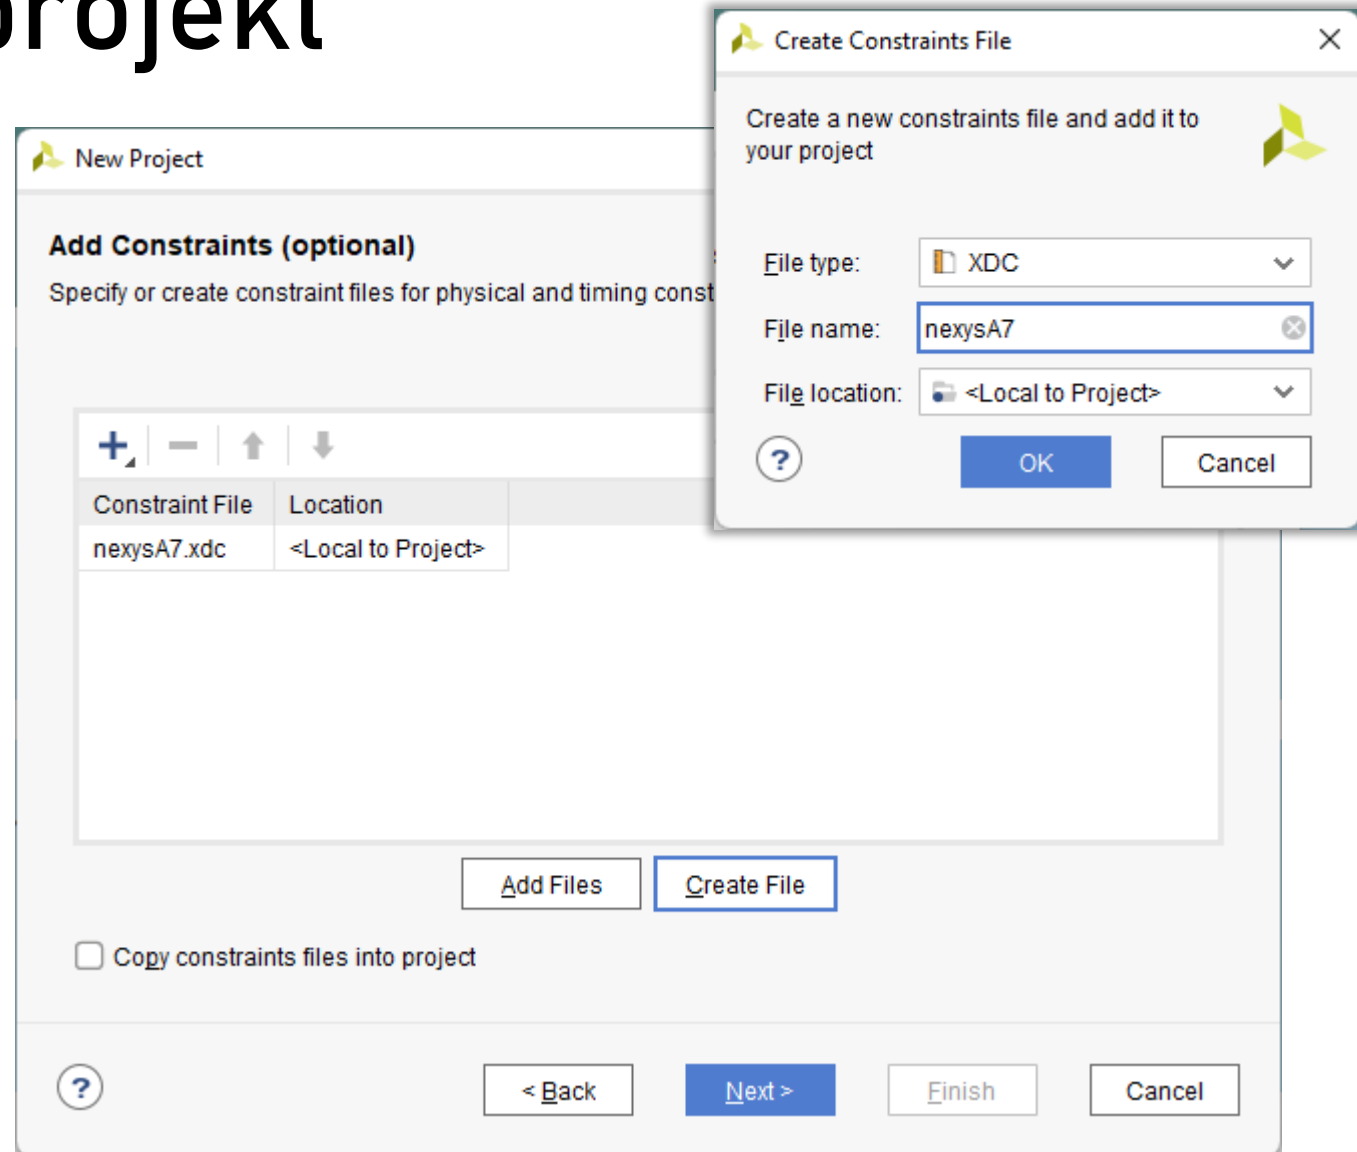 projekt
Create Constraints File
Create a new constraints file and add it to
your project
File type:
XDC
File name:
nexysA7
File location:
<Local to Project>
?
OK
Cancel
New Project
Add Constraints (optional)
Specify or create constraint files for physical and timing const
Constraint File
Location
nexysA7.xdc
<Local to Project>
Add Files
Create File
Copy constraints files into project
?
< Back
Next >
Finish
Cancel